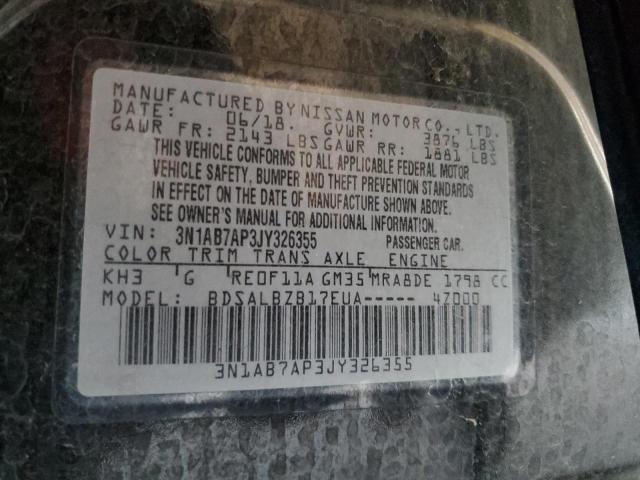 MANUFACTURED BY NISSAN MOTOR CO., LTD.
DATE: 06/18. GVWR: 3876 LBS
GAWR FR: 2143 LBS GAWR RR: 1881 LBS
THIS VEHICLE CONFORMS TO ALL APPLICABLE FEDERAL MOTOR
VEHICLE SAFETY, BUMPER AND THEFT PREVENTION STANDARDS
IN EFFECT ON THE DATE OF MANUFACTURE SHOWN ABOVE.
SEE OWNER'S MANUAL FOR ADDITIONAL INFORMATION.
VIN: 3N1AB7AP3JY326355 PASSENGER CAR.
COLOR TRIM TRANS AXLE ENGINE
KH3 G RE0F11A GM35 MRA8DE 1798 CC
MODEL: BDSALBZB17EUA----- 4Z000
3N1AB7AP3JY326355